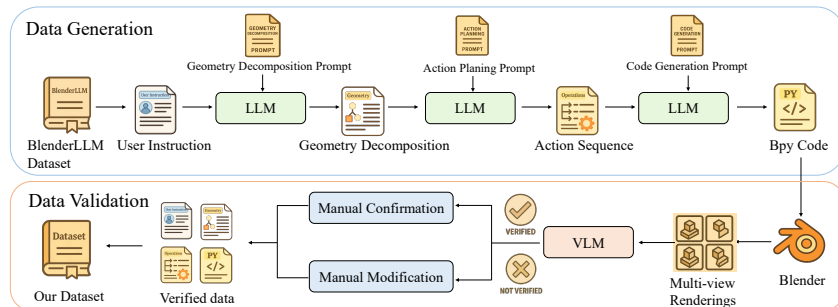 Data Generation
GEOMETRY
DECOMPOSITION
PROMPT
ACTION
PLANNING
PROMPT
CODE
GENERATION
PROMPT
Geometry Decomposition Prompt
Action Planing Prompt
Code Generation Prompt
BlenderLLM
User Instruction
LLM
Geometry
LLM
Operations
LLM
PY
</>
BlenderLLM
Dataset
User Instruction
Geometry Decomposition
Action Sequence
Bpy Code
Data Validation
Dataset
User Instruction
Geometry
Operations
PY
</>
Manual Confirmation
Manual Modification
VERIFIED
NOT VERIFIED
VLM
Our Dataset
Verified data
Multi-view
Renderings
Blender